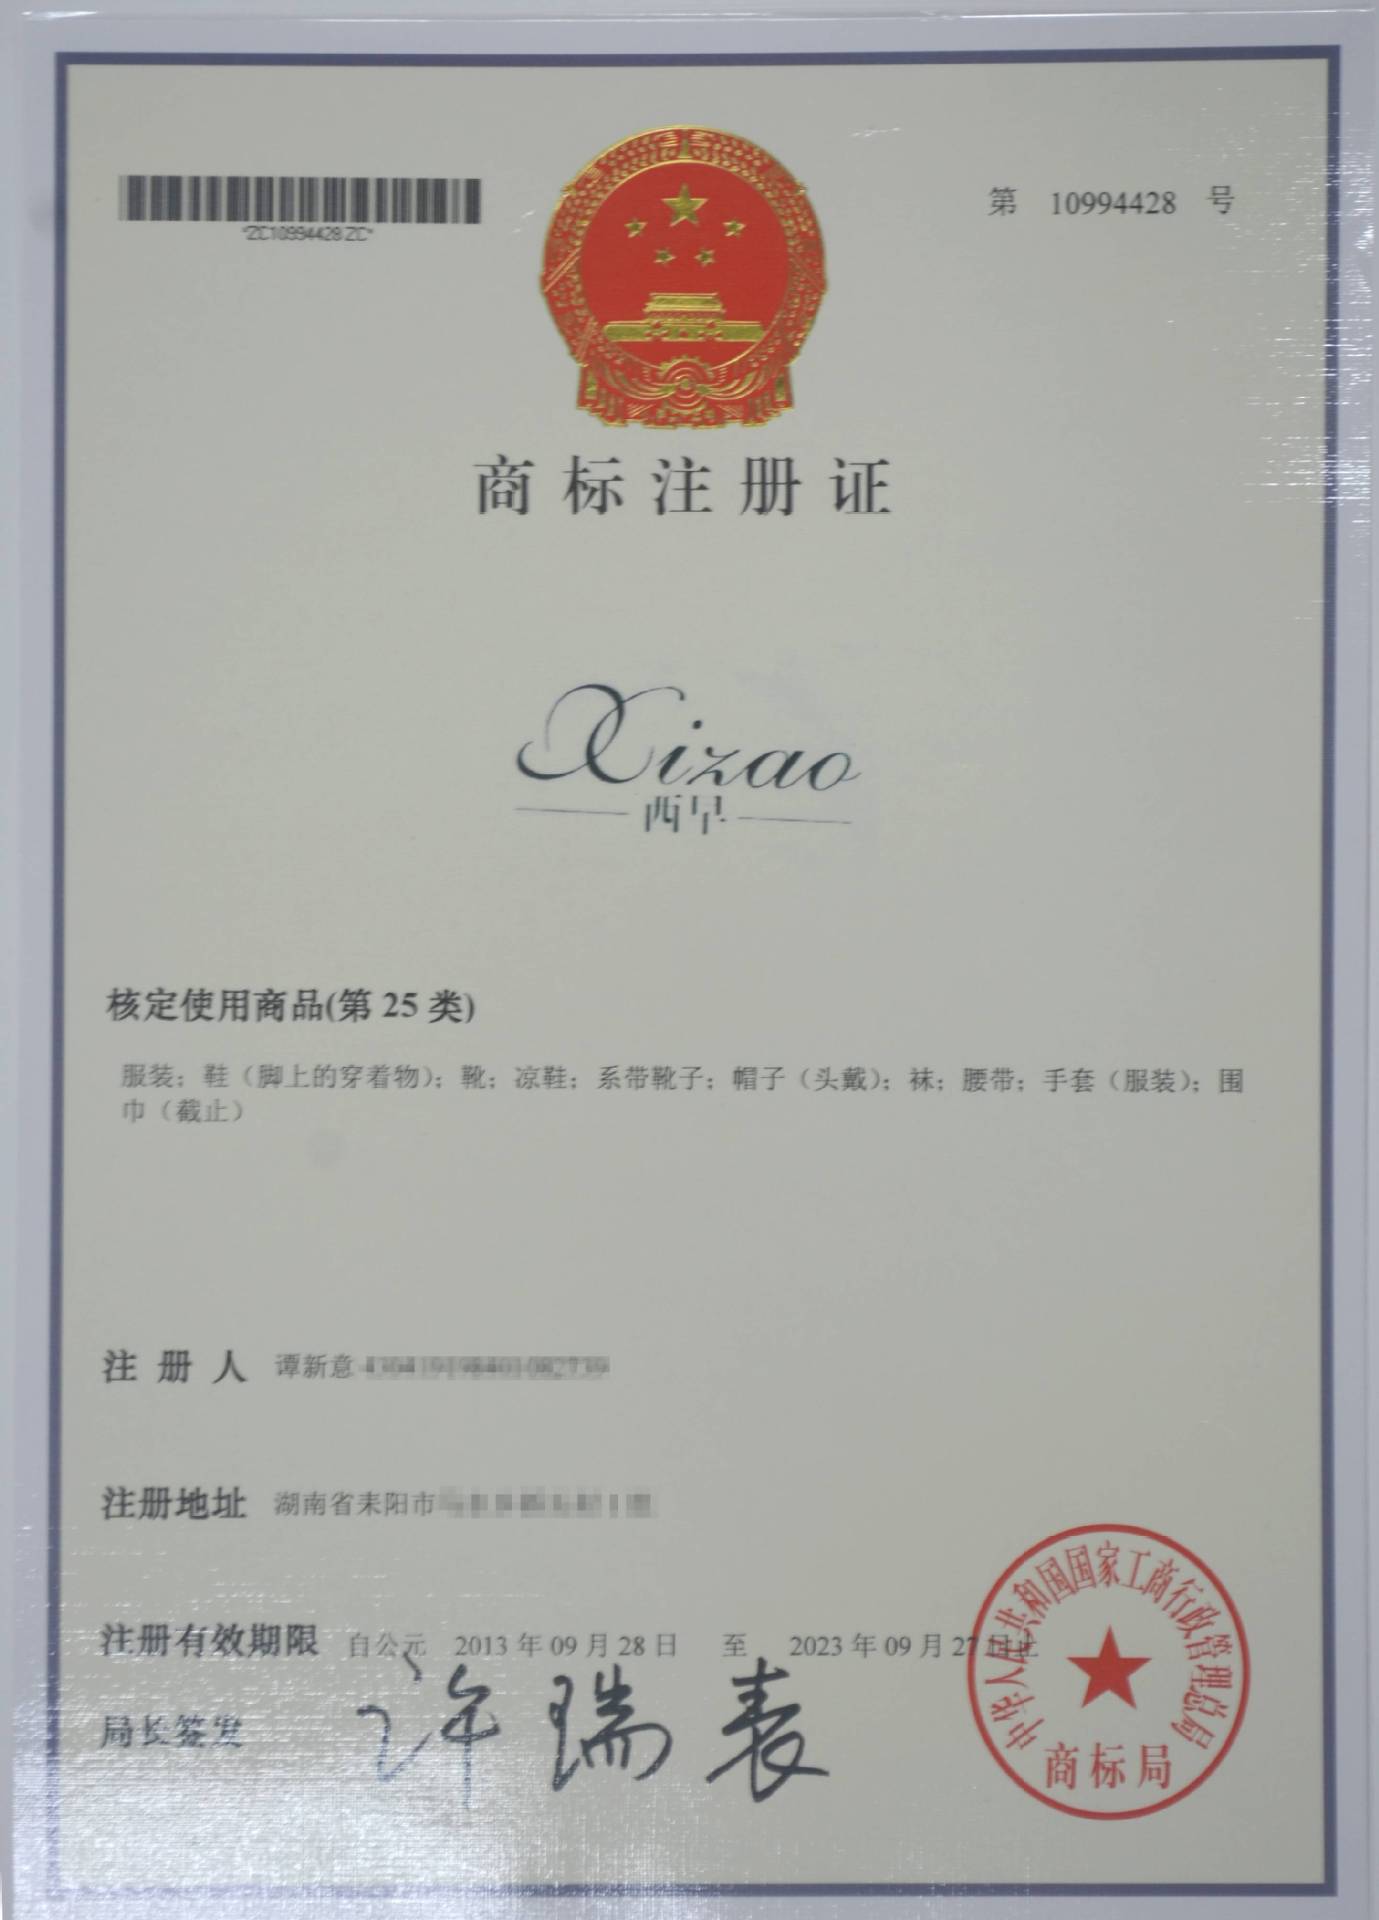 *ZC10994428ZC*
第 10994428 号
商标注册证
Xizao
西早
核定使用商品(第 25 类)
服装；鞋（脚上的穿着物）；靴；凉鞋；系带靴子；帽子（头戴）；袜；腰带；手套（服装）；围
巾（截止）
注 册 人 谭新意
注册地址 湖南省耒阳市
注册有效期限 自公元 2013 年 09 月 28 日 至 2023 年 09 月 27 日止
局长签发 许瑞表
中华人民共和国国家工商行政管理总局
商标局